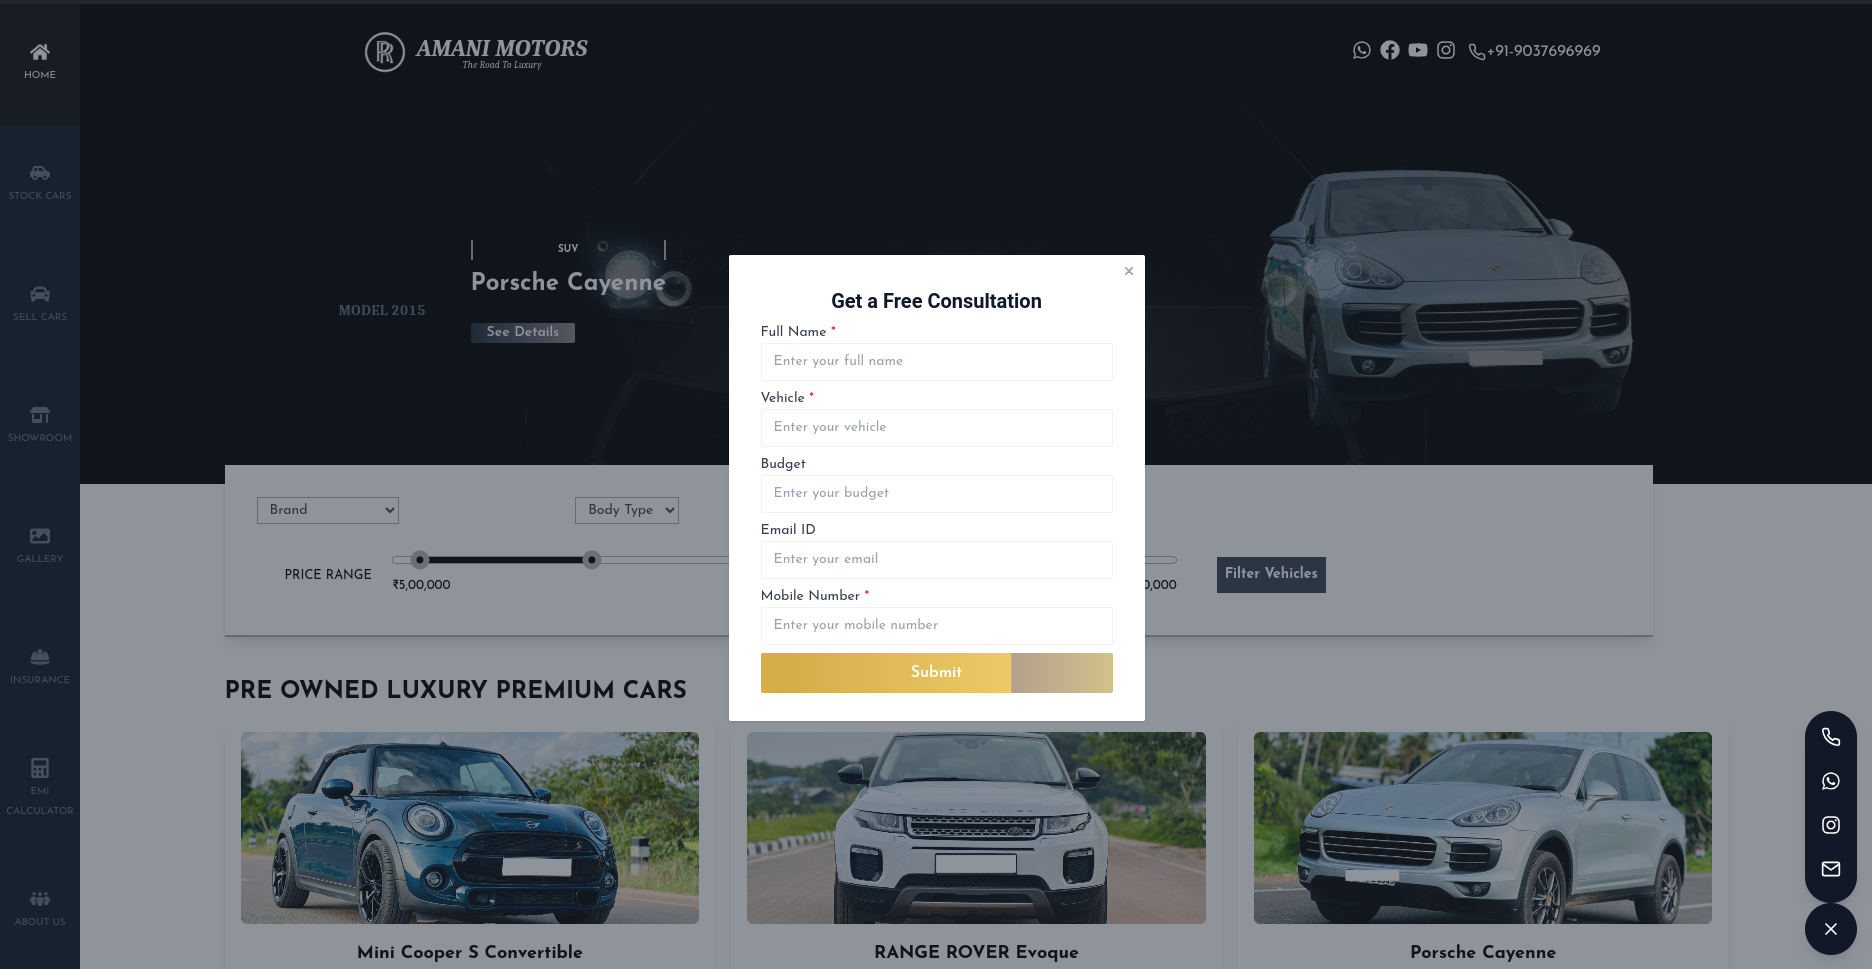 HOME
STOCK CARS
SELL CARS
SHOWROOM
GALLERY
INSURANCE
EMI
CALCULATOR
ABOUT US
AMANI MOTORS
The Road To Luxury
+91-9037696969
SUV
Porsche Cayenne
MODEL 2015
See Details
Get a Free Consultation
Full Name *
Enter your full name
Vehicle *
Enter your vehicle
Budget
Enter your budget
Email ID
Enter your email
Mobile Number *
Enter your mobile number
Submit
Brand
Body Type
PRICE RANGE
₹5,00,000
0,000
Filter Vehicles
PRE OWNED LUXURY PREMIUM CARS
Mini Cooper S Convertible
RANGE ROVER Evoque
Porsche Cayenne